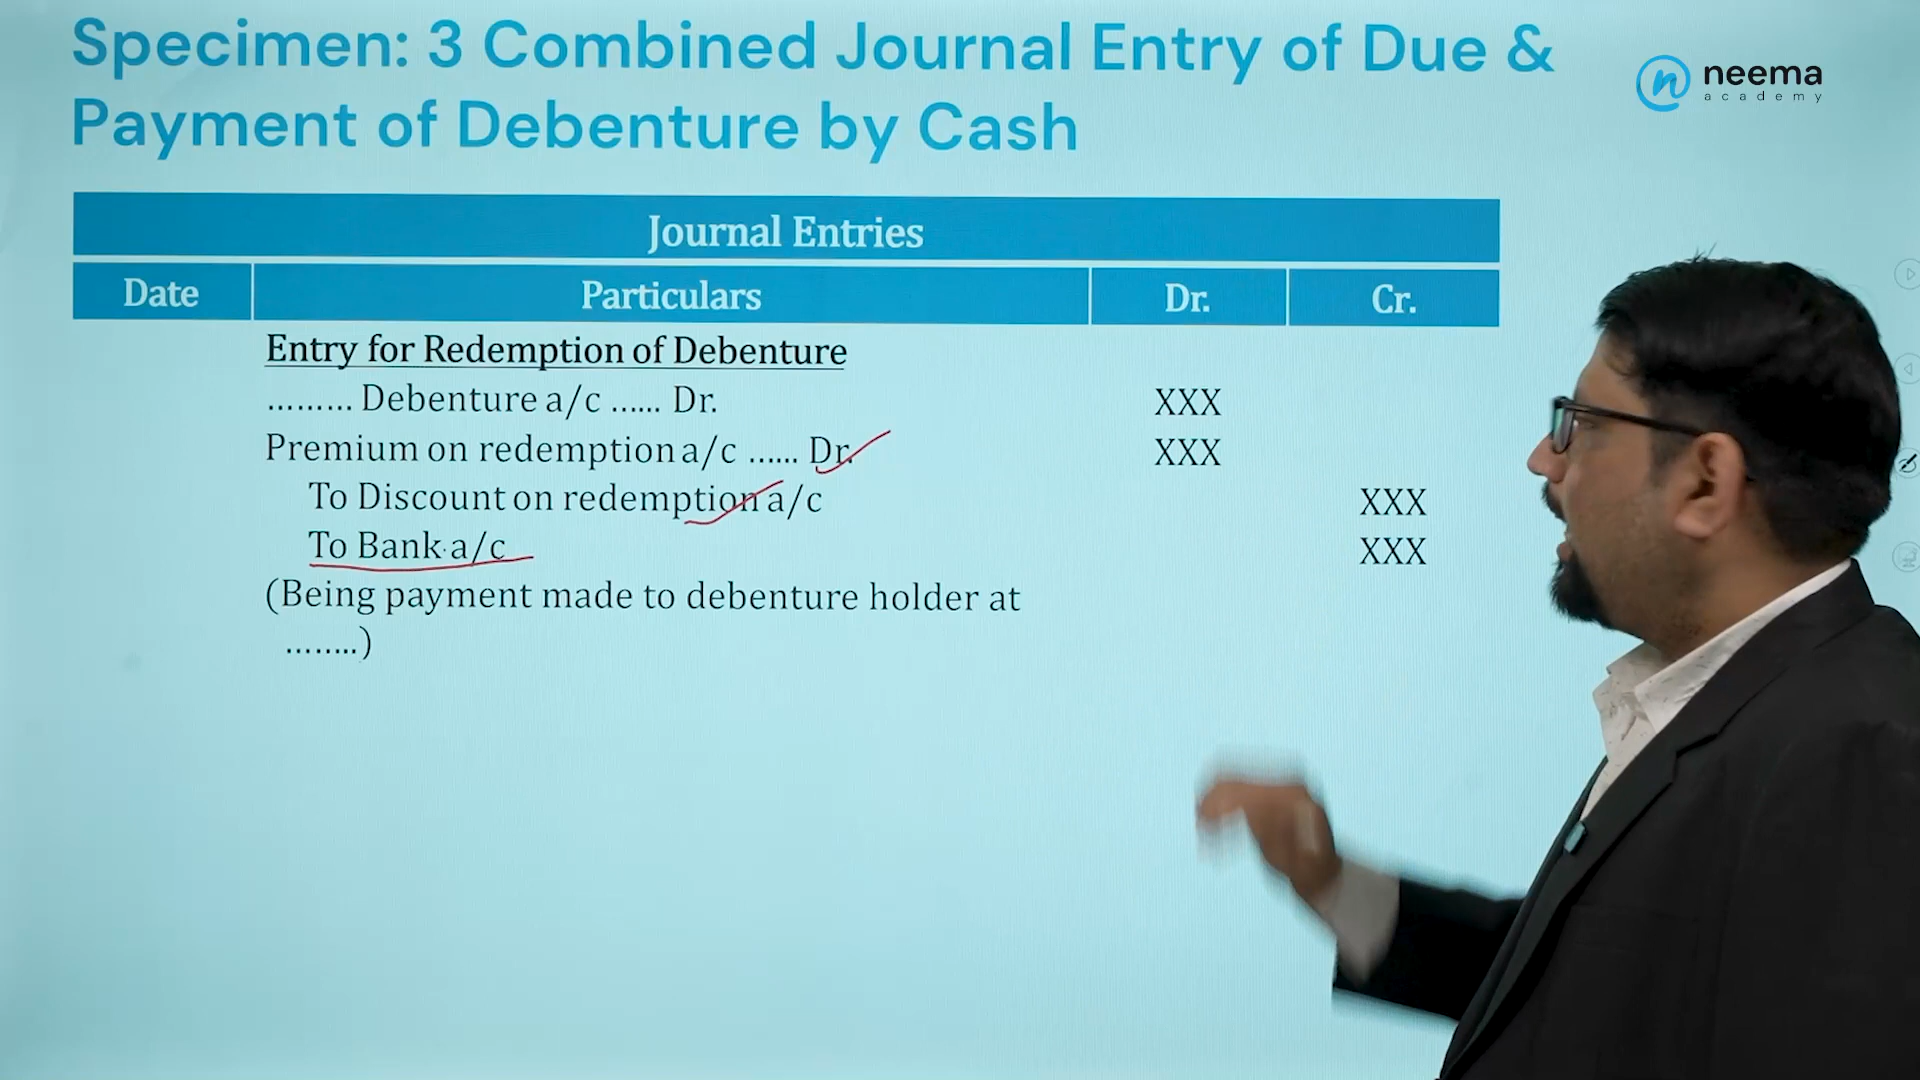 Specimen: 3 Combined Journal Entry of Due &
Payment of Debenture by Cash
neema
academy
Journal Entries
Date Particulars Dr. Cr.
Entry for Redemption of Debenture
......... Debenture a/c ...... Dr. XXX
Premium on redemption a/c ...... Dr. XXX
To Discount on redemption a/c XXX
To Bank a/c XXX
(Being payment made to debenture holder at
........)